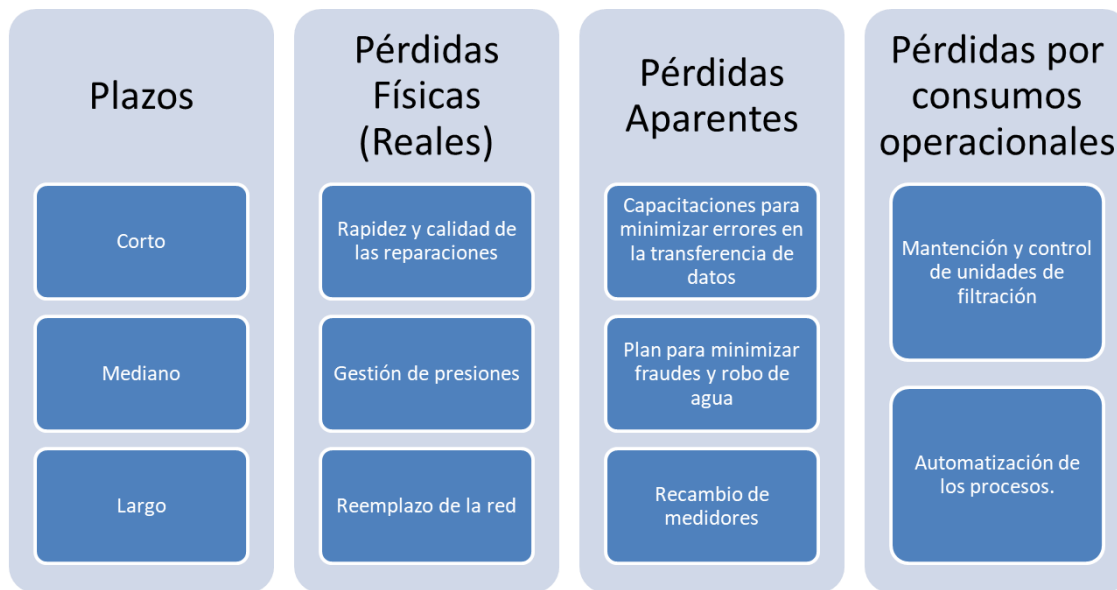 Plazos
Corto
Mediano
Largo
Pérdidas
Físicas
(Reales)
Rapidez y calidad de
las reparaciones
Gestión de presiones
Reemplazo de la red
Pérdidas
Aparentes
Capacitaciones para
minimizar errores en
la transferencia de
datos
Plan para minimizar
fraudes y robo de
agua
Recambio de
medidores
Pérdidas por
consumos
operacionales
Mantención y control
de unidades de
filtración
Automatización de
los procesos.